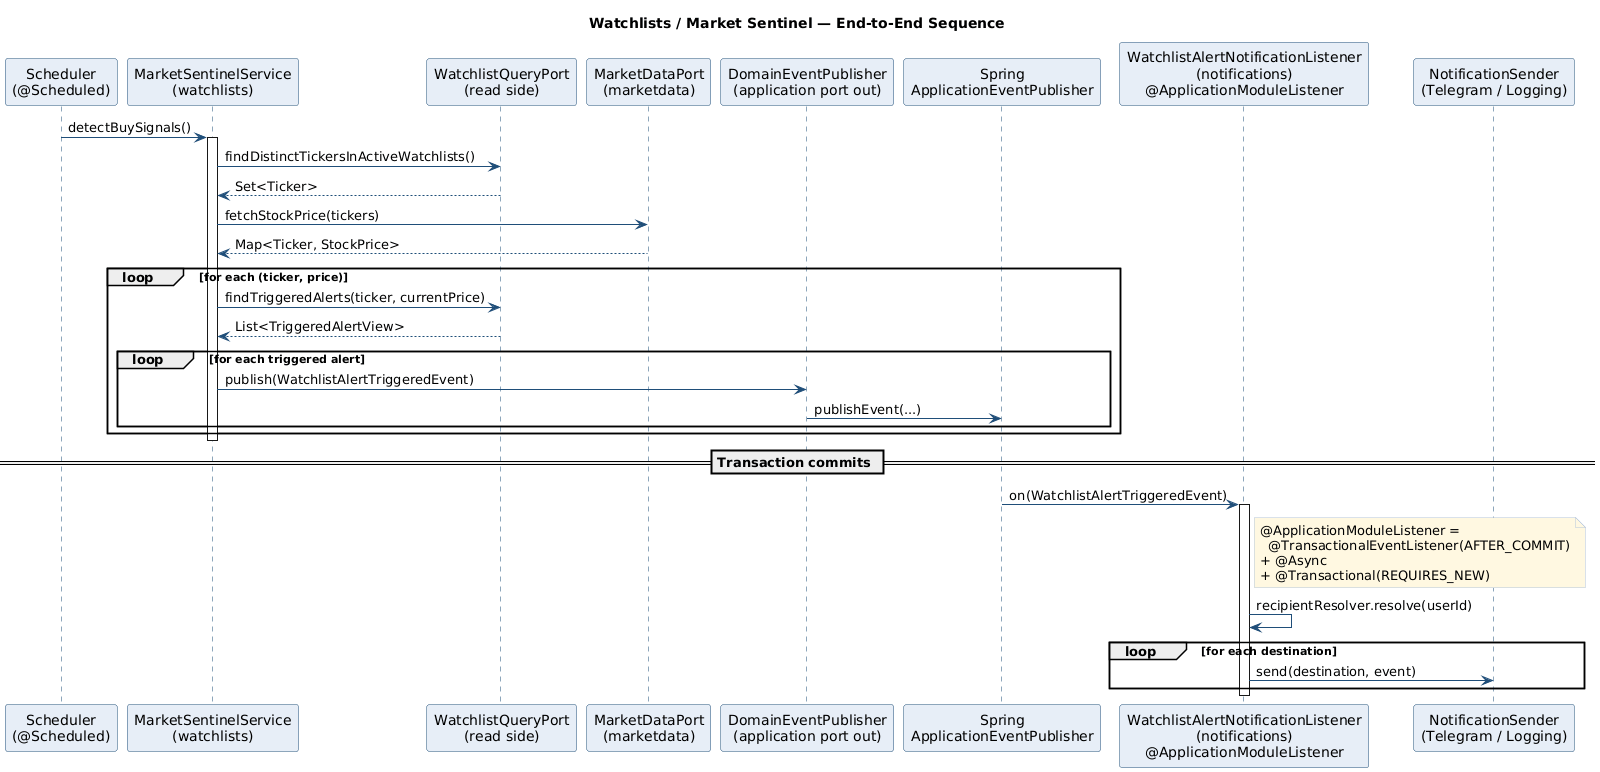 Watchlists / Market Sentinel — End-to-End Sequence
Scheduler
(@Scheduled)
MarketSentinelService
(watchlists)
WatchlistQueryPort
(read side)
MarketDataPort
(marketdata)
DomainEventPublisher
(application port out)
Spring
ApplicationEventPublisher
WatchlistAlertNotificationListener
(notifications)
@ApplicationModuleListener
NotificationSender
(Telegram / Logging)
detectBuySignals()
findDistinctTickersInActiveWatchlists()
Set<Ticker>
fetchStockPrice(tickers)
Map<Ticker, StockPrice>
loop [for each (ticker, price)]
findTriggeredAlerts(ticker, currentPrice)
List<TriggeredAlertView>
loop [for each triggered alert]
publish(WatchlistAlertTriggeredEvent)
publishEvent(...)
Transaction commits
on(WatchlistAlertTriggeredEvent)
@ApplicationModuleListener =
@TransactionalEventListener(AFTER_COMMIT)
+ @Async
+ @Transactional(REQUIRES_NEW)
recipientResolver.resolve(userId)
loop [for each destination]
send(destination, event)
Scheduler
(@Scheduled)
MarketSentinelService
(watchlists)
WatchlistQueryPort
(read side)
MarketDataPort
(marketdata)
DomainEventPublisher
(application port out)
Spring
ApplicationEventPublisher
WatchlistAlertNotificationListener
(notifications)
@ApplicationModuleListener
NotificationSender
(Telegram / Logging)